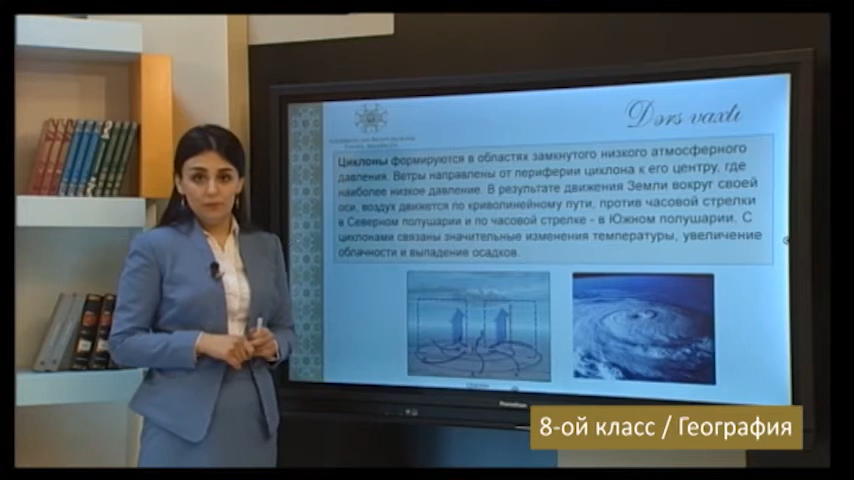 Dərs vaxtı
Циклоны формируются в областях замкнутого низкого атмосферного
давления. Ветры направлены от периферии циклона к его центру, где
наиболее низкое давление. В результате движения Земли вокруг своей
оси, воздух движется по криволинейному пути, против часовой стрелки
в Северном полушарии и по часовой стрелке - в Южном полушарии. С
циклонами связаны значительные изменения температуры, увеличение
облачности и выпадение осадков.
8-ой класс / География